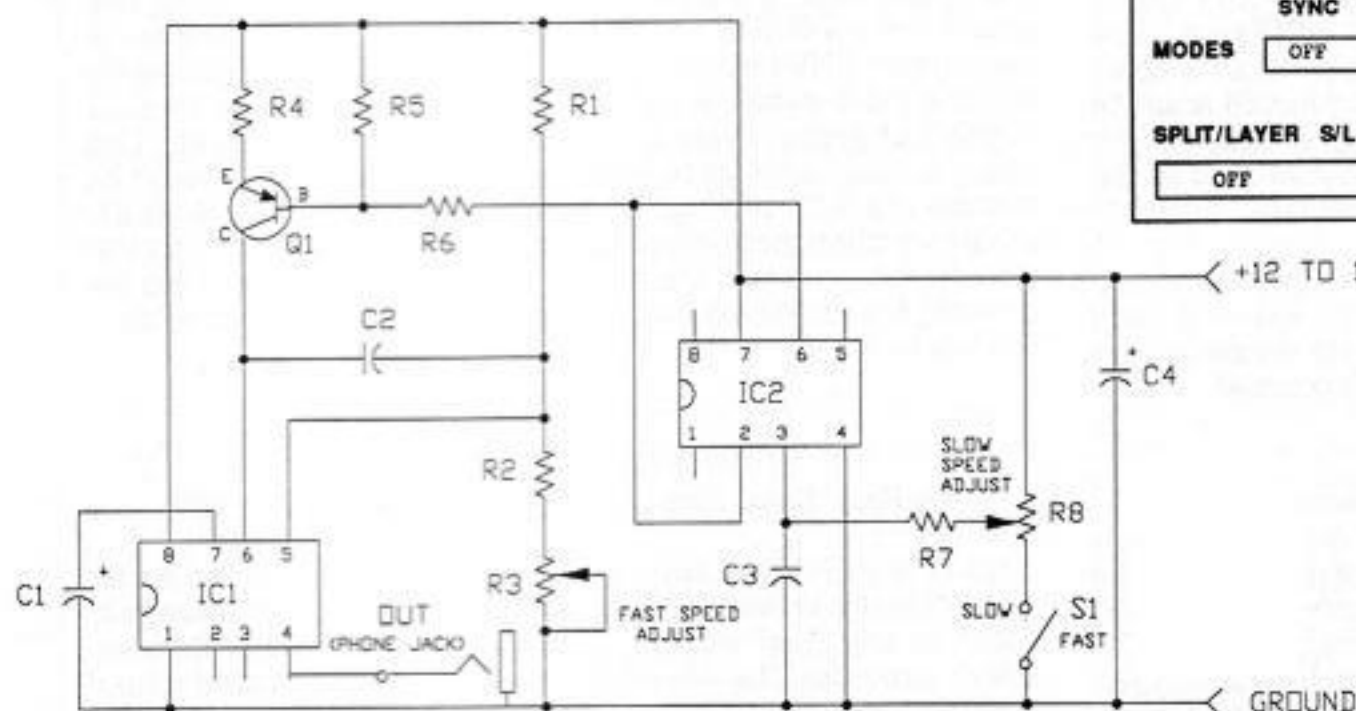 SYNC
MODES OFF
SPLIT/LAYER S/L
OFF
R4 R5 R1
E
B
C
Q1
R6
+12 TO
C2
8 7 6 5
IC2
C4
+
1 2 3 4
SLOW
SPEED
ADJUST
R2
R8
R7
8 7 6 5
C1
+
IC1
R3
C3
OUT
(PHONE JACK)
FAST SPEED
ADJUST
SLOW
S1
FAST
1 2 3 4
GROUND